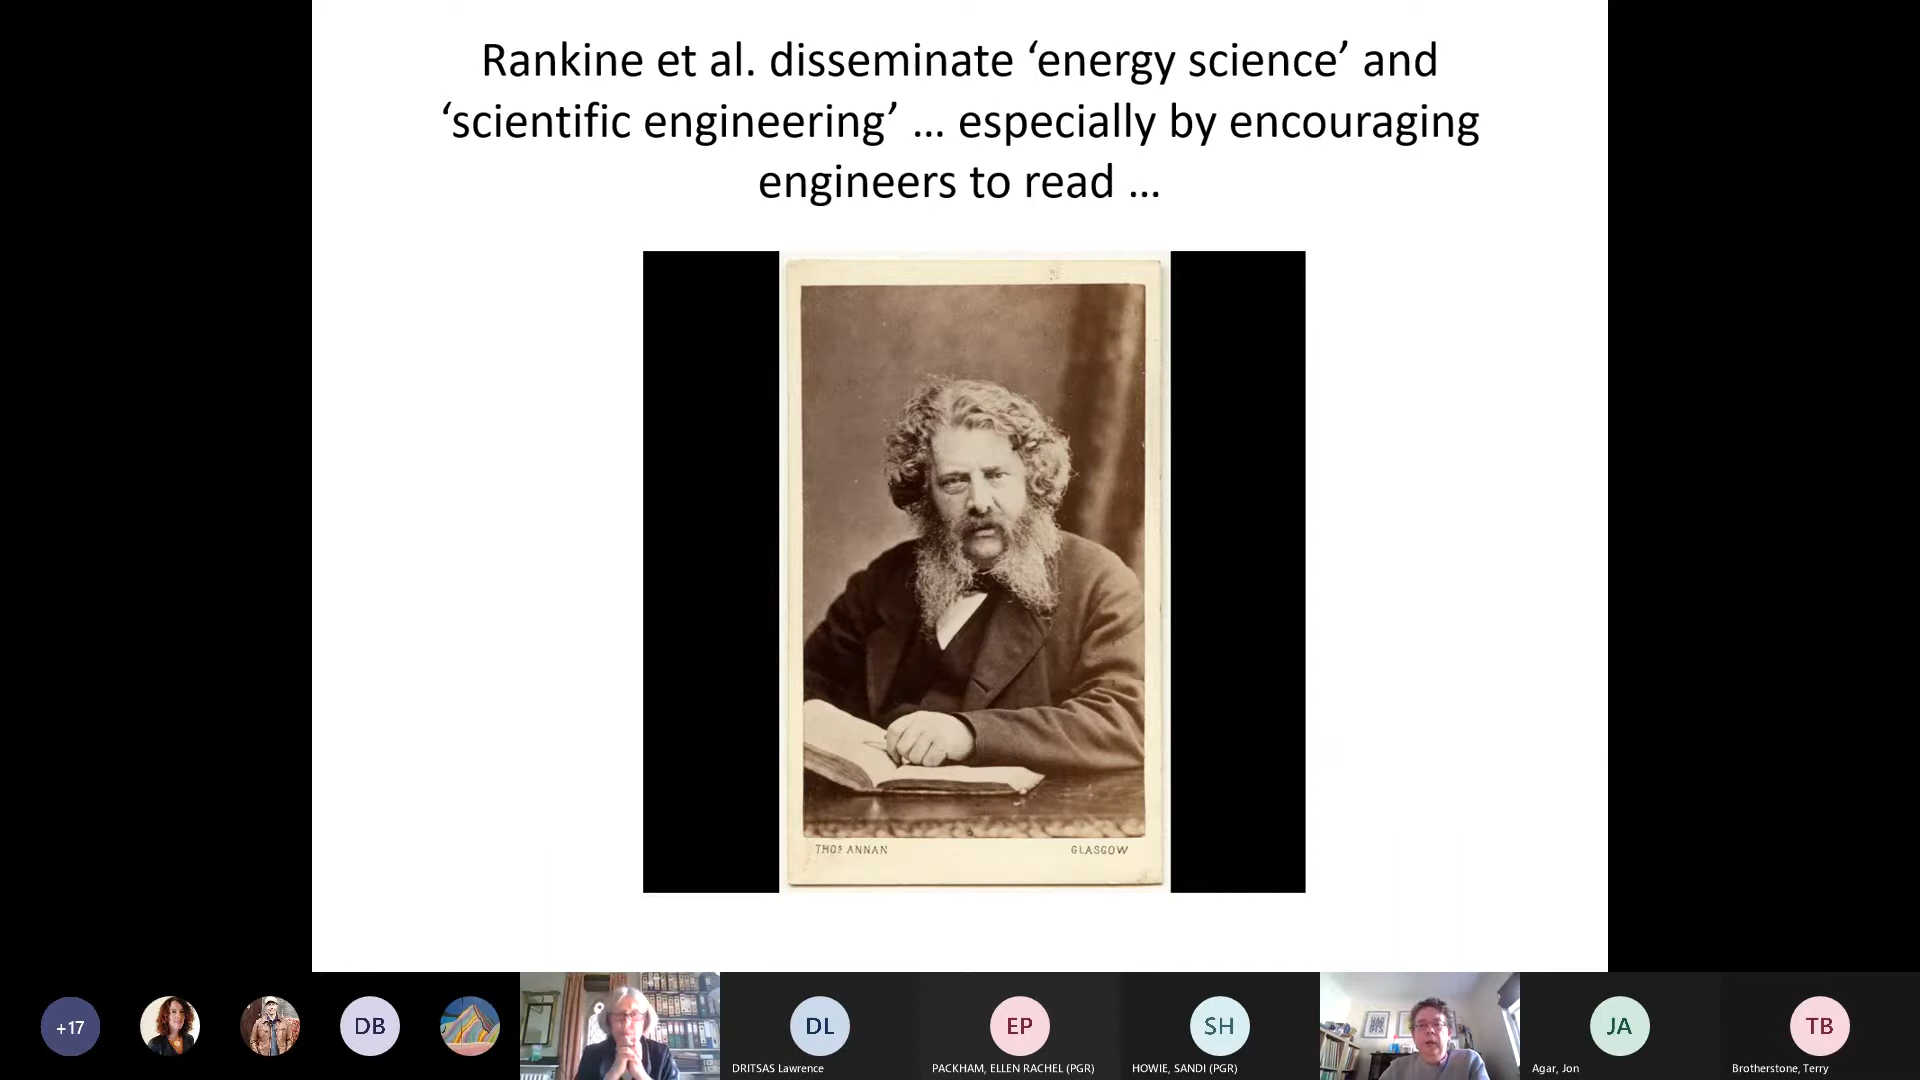 Rankine et al. disseminate ‘energy science’ and
‘scientific engineering’ … especially by encouraging
engineers to read …
THOS ANNAN
GLASGOW
+17
DB
DL
EP
SH
JA
TB
DRITSAS Lawrence
PACKHAM, ELLEN RACHEL (PGR)
HOWIE, SANDI (PGR)
Agar, Jon
Brotherstone, Terry